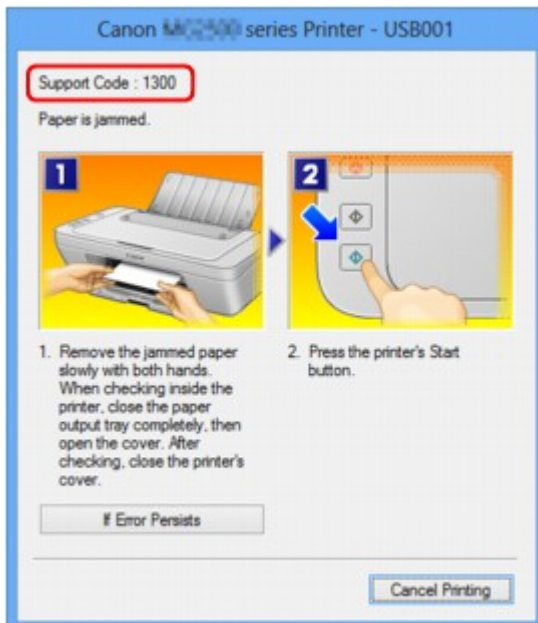 Canon series Printer - USB001
Support Code : 1300
Paper is jammed.
1
2
1. Remove the jammed paper
slowly with both hands.
When checking inside the
printer, close the paper
output tray completely, then
open the cover. After
checking, close the printer's
cover.
2. Press the printer's Start
button.
If Error Persists
Cancel Printing